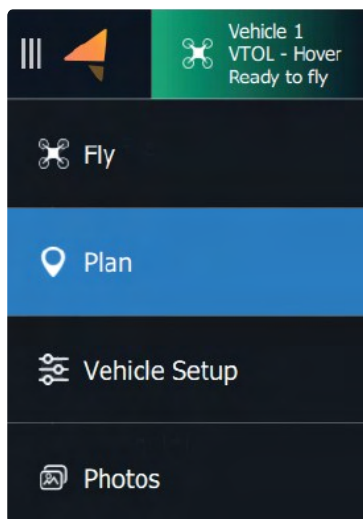 Vehicle 1
VTOL - Hover
Ready to fly
Fly
Plan
Vehicle Setup
Photos